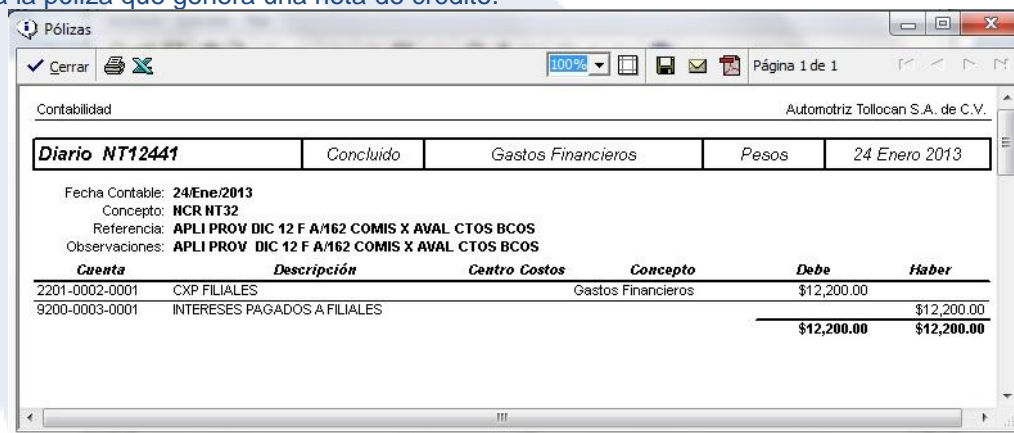 la póliza que genera una nota de crédito.
Pólizas
Cerrar 100% Página 1 de 1
Contabilidad Automotriz Tollocan S.A. de C.V.
Diario NT12441 Concluido Gastos Financieros Pesos 24 Enero 2013
Fecha Contable: 24/Ene/2013
Concepto: NCR NT32
Referencia: APLI PROV DIC 12 F A/162 COMIS X AVAL CTOS BCOS
Observaciones: APLI PROV DIC 12 F A/162 COMIS X AVAL CTOS BCOS
Cuenta Descripción Centro Costos Concepto Debe Haber
2201-0002-0001 CXP FILIALES Gastos Financieros $12,200.00
9200-0003-0001 INTERESES PAGADOS A FILIALES $12,200.00
$12,200.00 $12,200.00